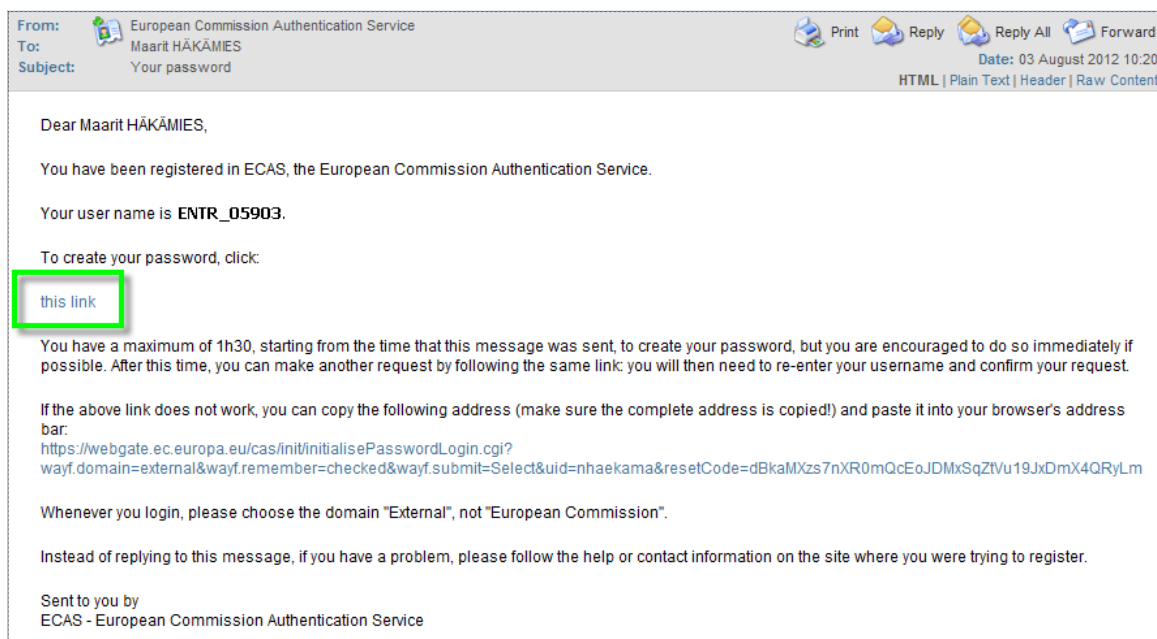 From: European Commission Authentication Service Print Reply Reply All Forward
To: Maarit HÄKÄMIES
Subject: Your password Date: 03 August 2012 10:20
HTML | Plain Text | Header | Raw Content
Dear Maarit HÄKÄMIES,
You have been registered in ECAS, the European Commission Authentication Service.
Your user name is ENTR_05903.
To create your password, click:
this link
You have a maximum of 1h30, starting from the time that this message was sent, to create your password, but you are encouraged to do so immediately if
possible. After this time, you can make another request by following the same link: you will then need to re-enter your username and confirm your request.
If the above link does not work, you can copy the following address (make sure the complete address is copied!) and paste it into your browser's address
bar:
https://webgate.ec.europa.eu/cas/init/initialisePasswordLogin.cgi?
wayf.domain=external&wayf.remember=checked&wayf.submit=Select&uid=nhaekama&resetCode=dBkaMXzs7nXR0mQcEoJDMxSqZtVu19JxDmX4QRyLm
Whenever you login, please choose the domain "External", not "European Commission".
Instead of replying to this message, if you have a problem, please follow the help or contact information on the site where you were trying to register.
Sent to you by
ECAS - European Commission Authentication Service